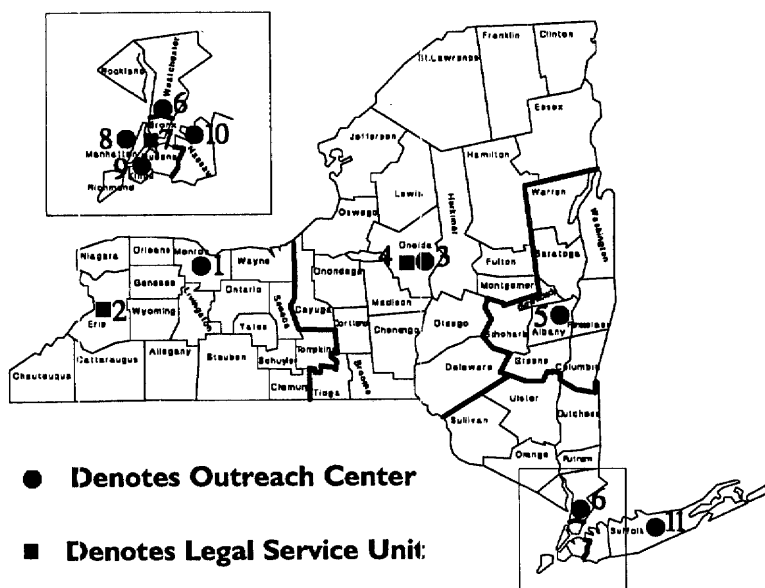 Rockland
Westchester
6
Bronx
8
7
10
Manhattan
Queens
Nassau
9
Kings
Richmond
Franklin
Clinton
St.Lawrence
Essex
Jefferson
Hamilton
Lewis
Herkimer
Warren
Washington
Oswego
Oneida
4
3
Saratoga
Niagara
Orleans
Monroe
1
Wayne
Fulton
Montgomer
Onondaga
Genesee
Ontario
Seneca
Cayuga
Madison
2
Erie
Wyoming
Livingston
Yates
Cortland
Chenango
Otsego
Schoharie
5
Albany
Rensselaer
Chautauqua
Cattaraugus
Allegany
Steuben
Schuyler
Tompkins
Chemung
Tioga
Broome
Delaware
Greene
Columbia
Ulster
Dutchess
Sullivan
Orange
Putnam
Denotes Outreach Center
6
Suffolk
11
Denotes Legal Service Unit